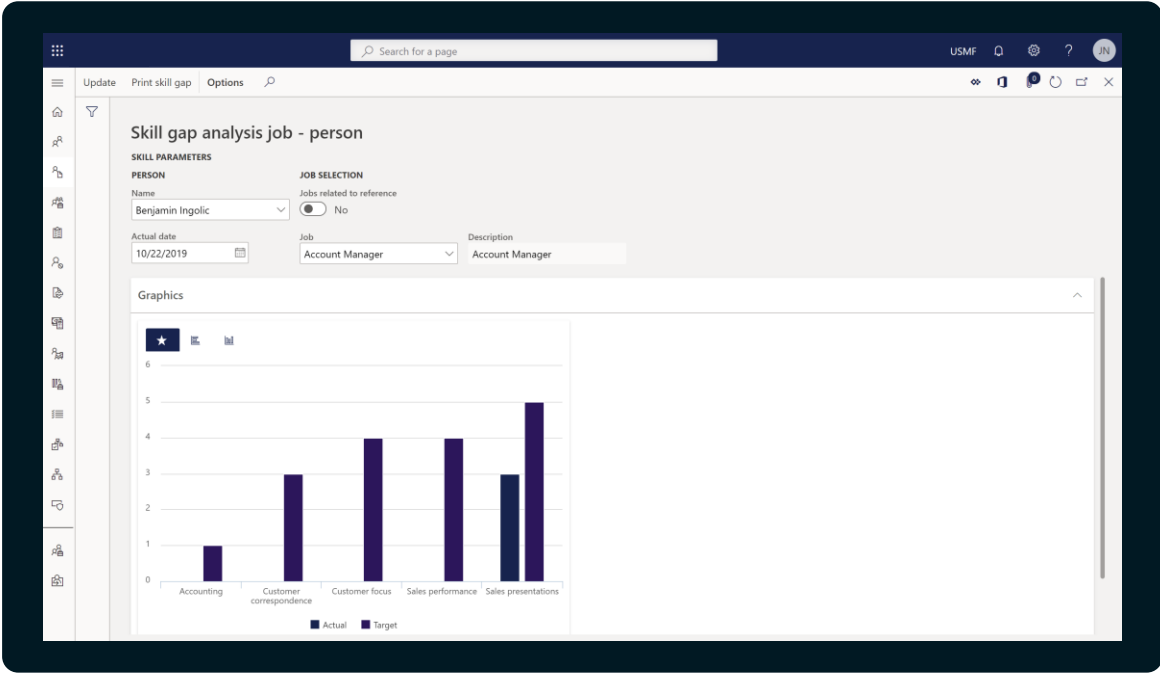 Search for a page
USMF
?
JN
Update Print skill gap Options
0
Skill gap analysis job - person
SKILL PARAMETERS
PERSON JOB SELECTION
Name Jobs related to reference
Benjamin Ingolic No
Actual date Job Description
10/22/2019 Account Manager Account Manager
Graphics
6
5
4
3
2
1
0
Accounting Customer correspondence Customer focus Sales performance Sales presentations
Actual Target